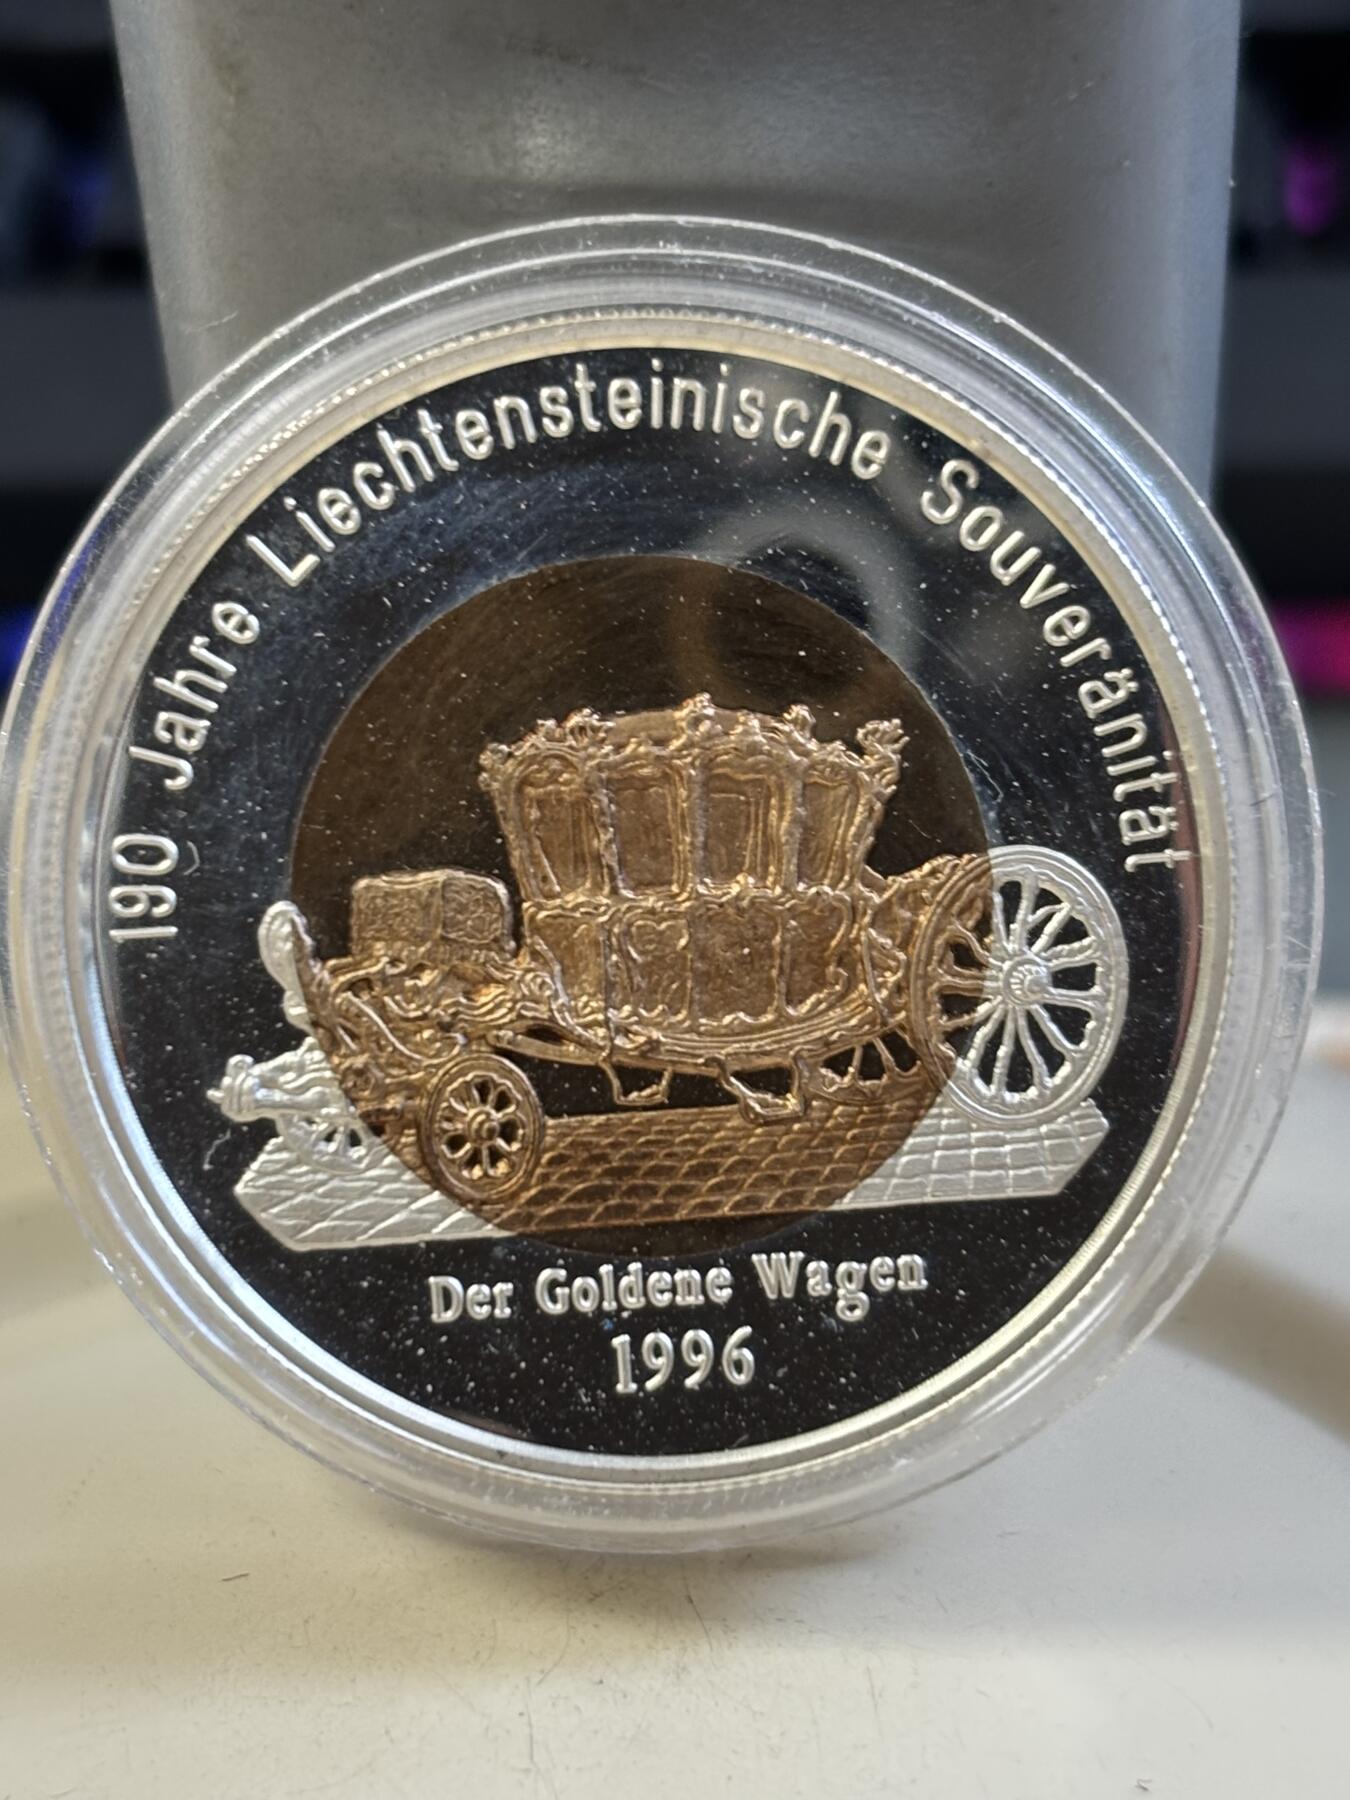 190 Jahre Liechtensteinische Souveränität
Der Goldene Wagen
1996